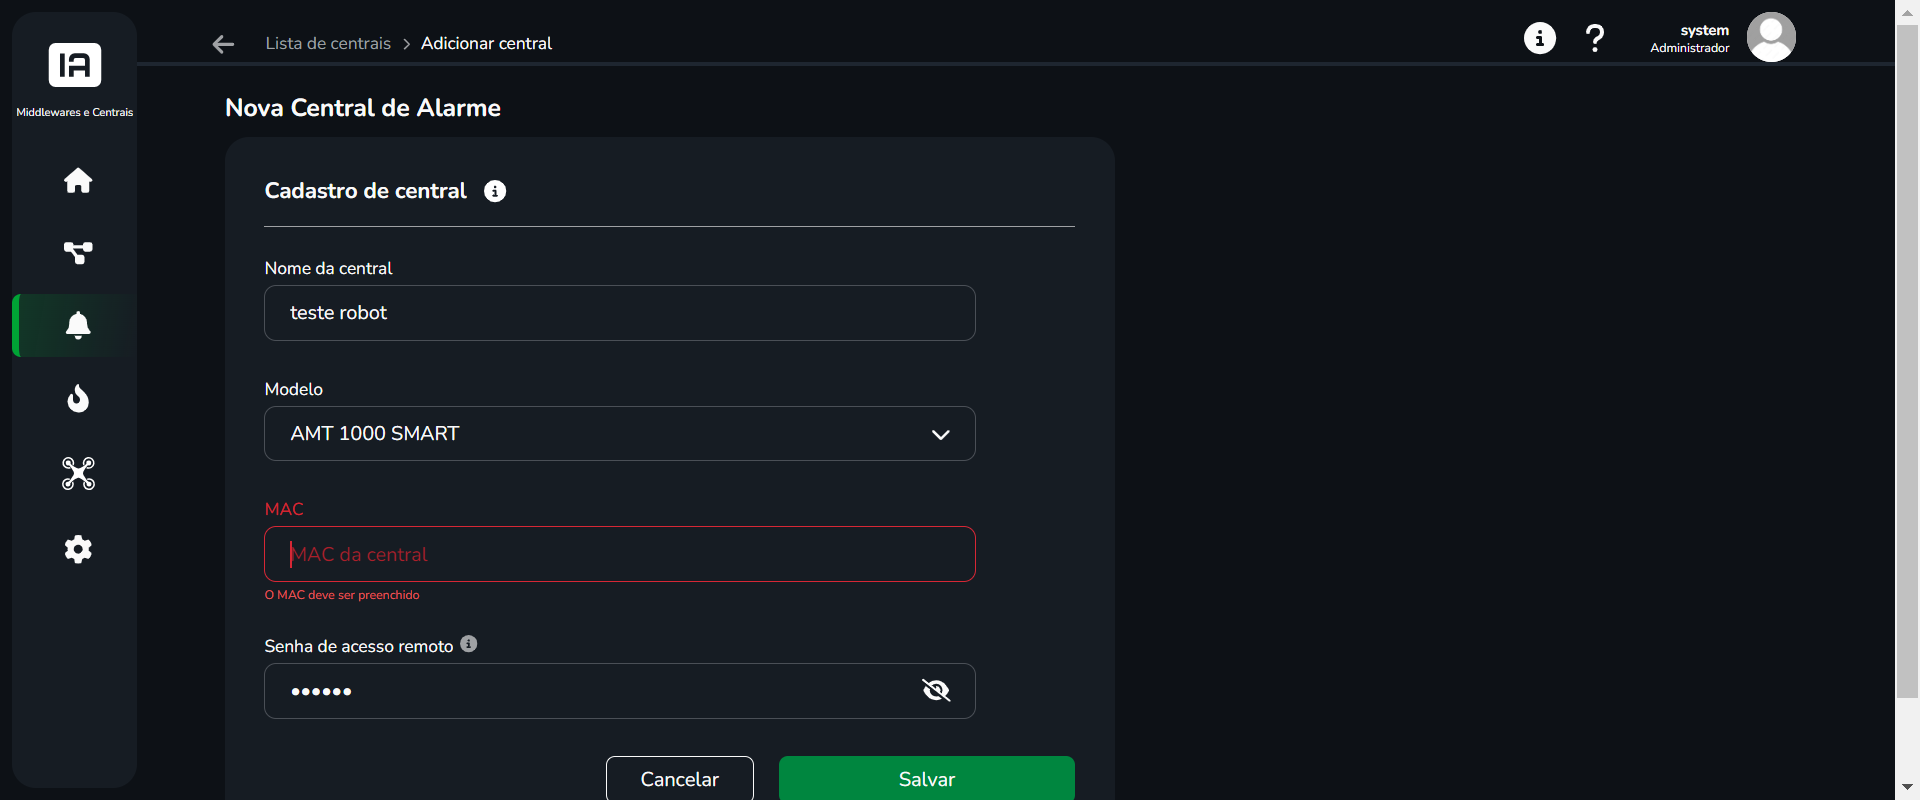 IA
Middlewares e Centrais
Lista de centrais > Adicionar central
system
Administrador
Nova Central de Alarme
Cadastro de central
Nome da central
teste robot
Modelo
AMT 1000 SMART
MAC
MAC da central
O MAC deve ser preenchido
Senha de acesso remoto
••••••
Cancelar
Salvar